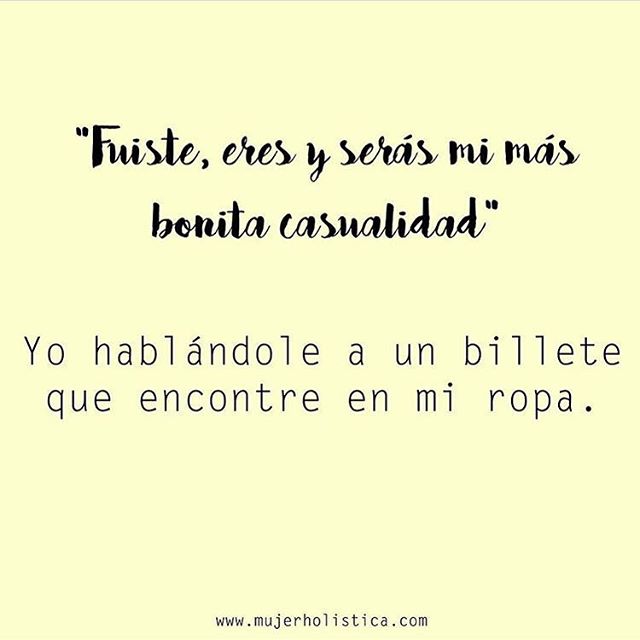 "Fuiste, eres y serás mi más
bonita casualidad"
Yo hablándole a un billete
que encontre en mi ropa.
www.mujerholistica.com